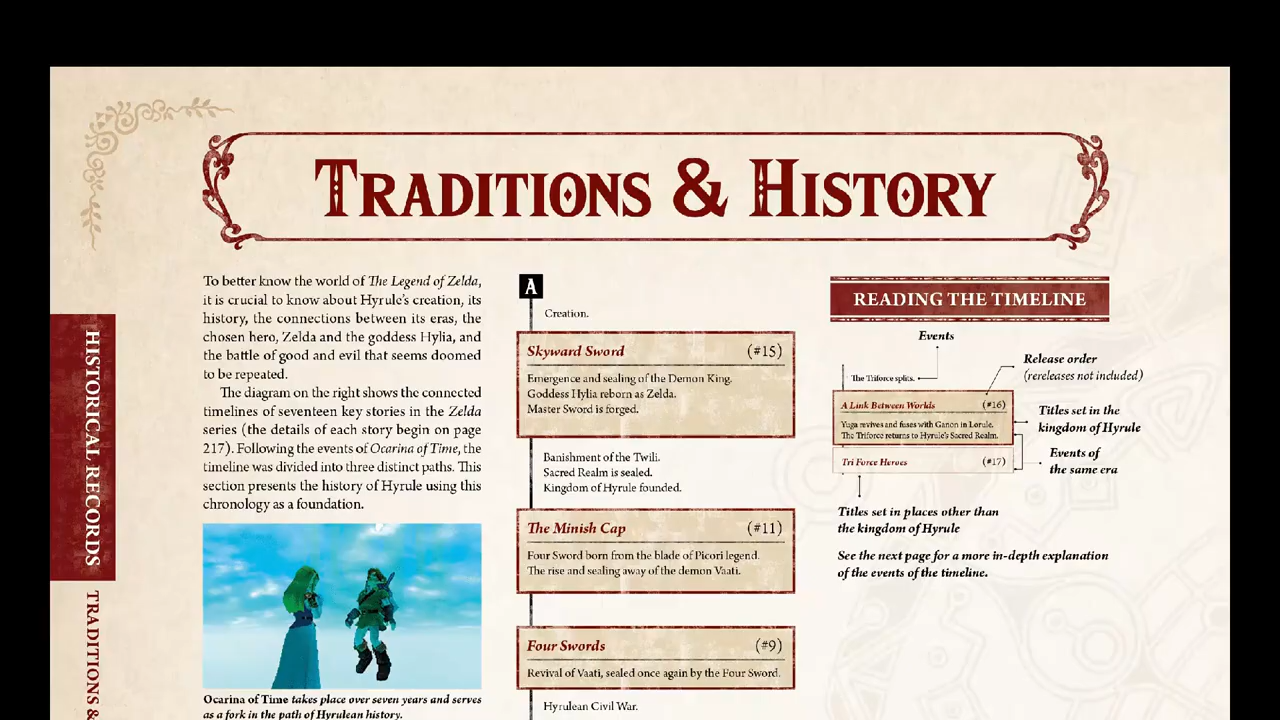 TRADITIONS & HISTORY
To better know the world of The Legend of Zelda,
it is crucial to know about Hyrule's creation, its
history, the connections between its eras, the
chosen hero, Zelda and the goddess Hylia, and
the battle of good and evil that seems doomed
to be repeated.
The diagram on the right shows the connected
timelines of seventeen key stories in the Zelda
series (the details of each story begin on page
217). Following the events of Ocarina of Time, the
timeline was divided into three distinct paths. This
section presents the history of Hyrule using this
chronology as a foundation.
Ocarina of Time takes place over seven years and serves
as a fork in the path of Hyrulean history.
A
Creation.
Skyward Sword (#15)
Emergence and sealing of the Demon King.
Goddess Hylia reborn as Zelda.
Master Sword is forged.
Banishment of the Twili.
Sacred Realm is sealed.
Kingdom of Hyrule founded.
The Minish Cap (#11)
Four Sword born from the blade of Picori legend.
The rise and sealing away of the demon Vaati.
Four Swords (#9)
Revival of Vaati, sealed once again by the Four Sword.
Hyrulean Civil War.
READING THE TIMELINE
Events
The Triforce splits.
Release order
(rereleases not included)
A Link Between Worlds (#16)
Yuga revives and fuses with Ganon in Lorule.
The Triforce returns to Hyrule's Sacred Realm.
Titles set in the
kingdom of Hyrule
Tri Force Heroes (#17)
Events of
the same era
Titles set in places other than
the kingdom of Hyrule
See the next page for a more in-depth explanation
of the events of the timeline.
HISTORICAL RECORDS
TRADITIONS &